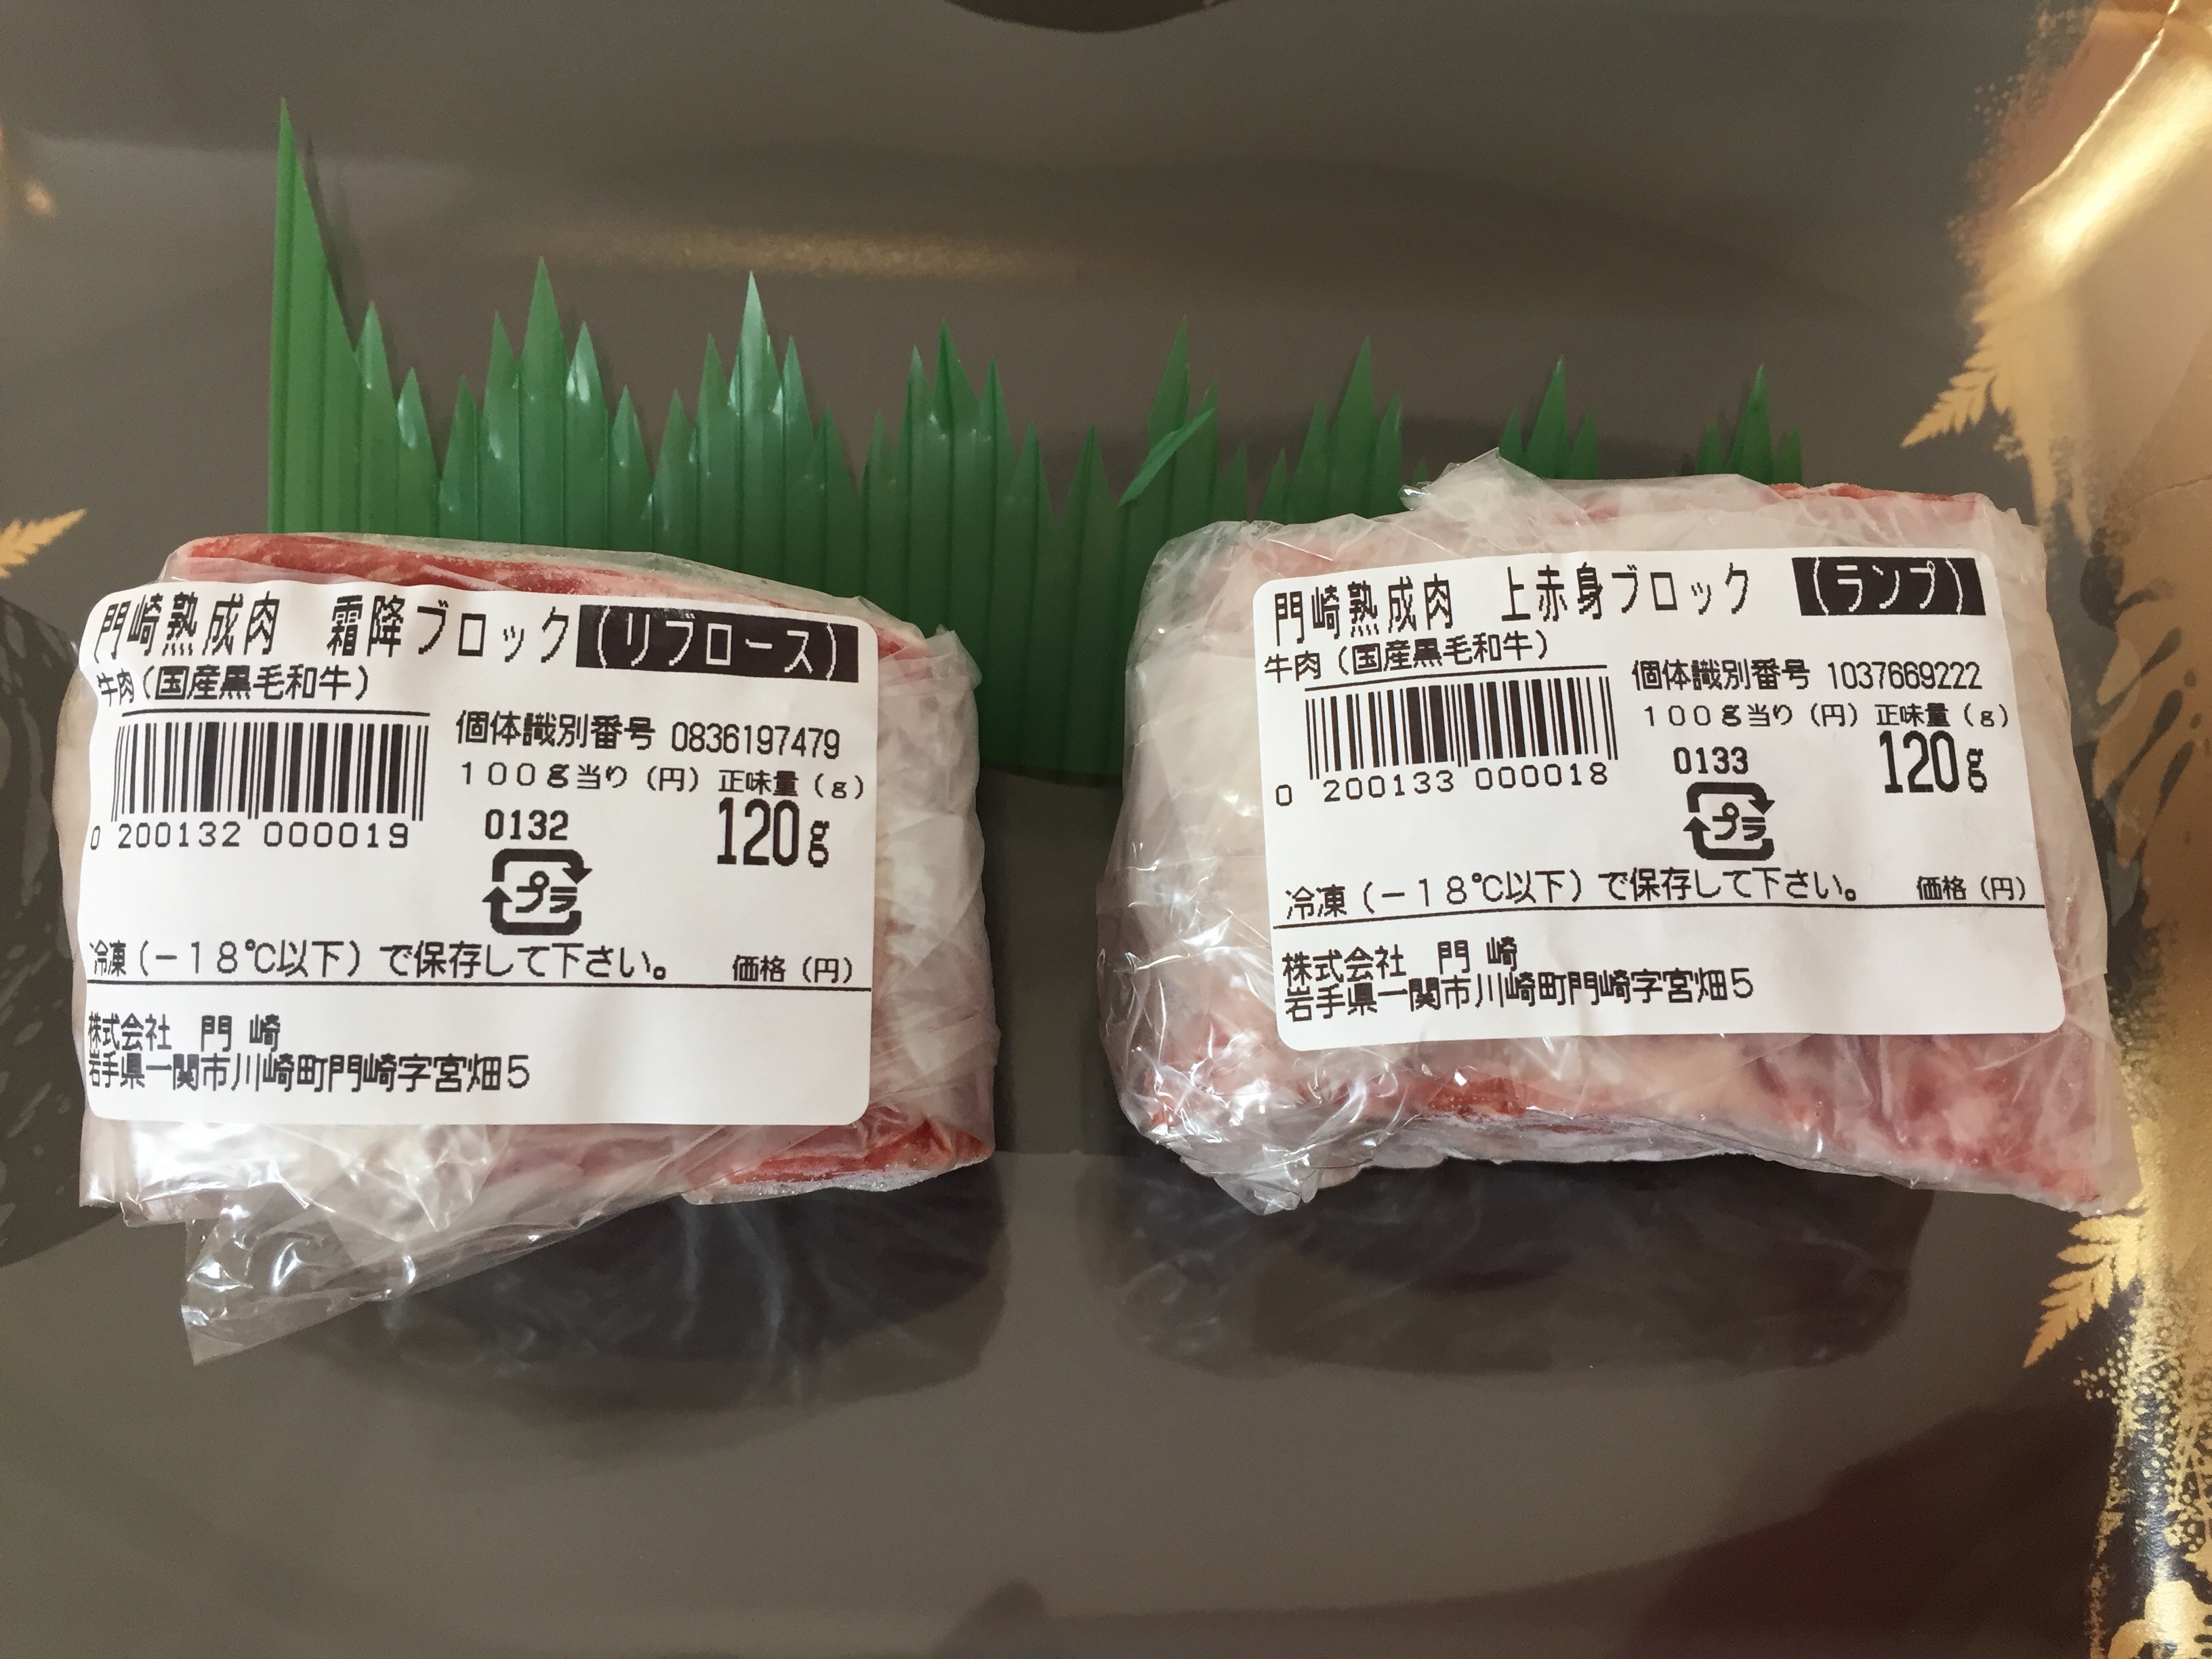 門崎熟成肉 霜降ブロック(リブロース)
牛肉(国産黒毛和牛)
個体識別番号 0836197479
100g当り(円) 正味量(g)
0 200132 000019
0132
120g
プラ
冷凍(-18℃以下)で保存して下さい。 価格(円)
株式会社 門崎
岩手県一関市川崎町門崎字宮畑5
門崎熟成肉 上赤身ブロック (ランプ)
牛肉(国産黒毛和牛)
個体識別番号 1037669222
100g当り(円) 正味量(g)
0 200133 000018
0133
120g
プラ
冷凍(-18℃以下)で保存して下さい。 価格(円)
株式会社 門崎
岩手県一関市川崎町門崎字宮畑5